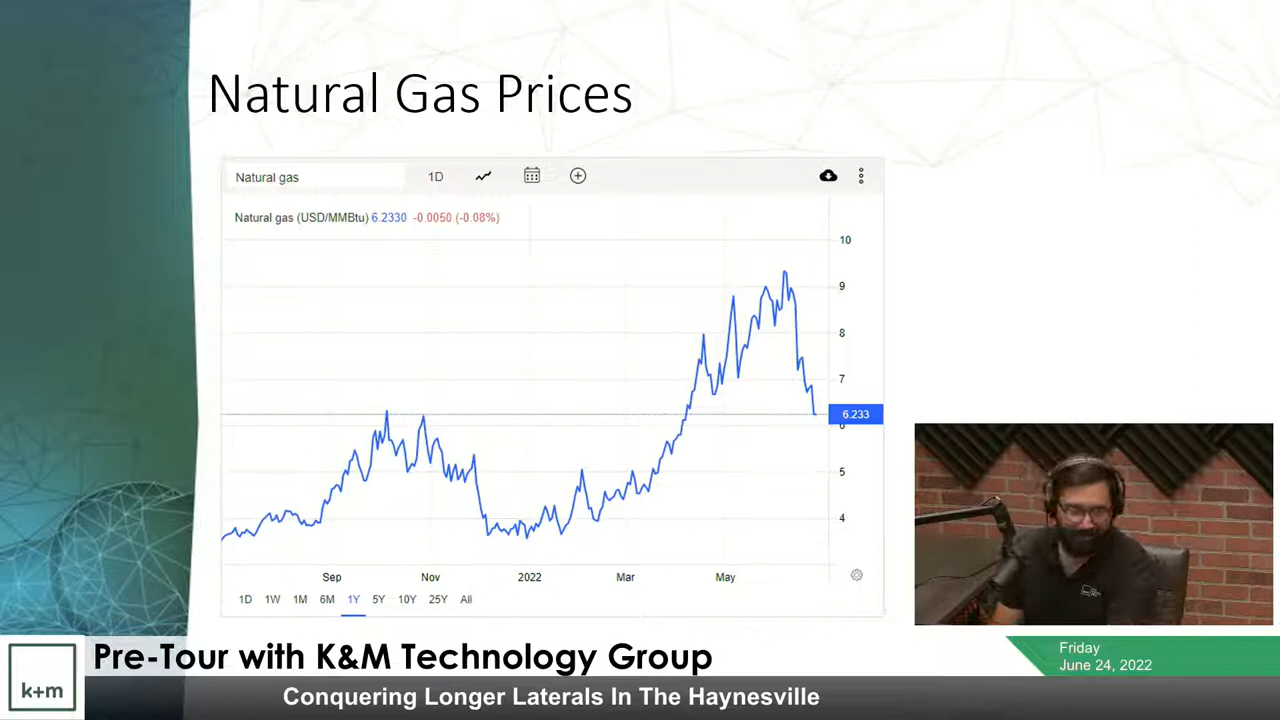 Natural Gas Prices
Natural gas
1D
Natural gas (USD/MMBtu) 6.2330 -0.0050 (-0.08%)
10
9
8
7
6.233
6
5
4
Sep Nov 2022 Mar May
1D 1W 1M 6M 1Y 5Y 10Y 25Y All
k+m
Pre-Tour with K&M Technology Group
Conquering Longer Laterals In The Haynesville
Friday
June 24, 2022